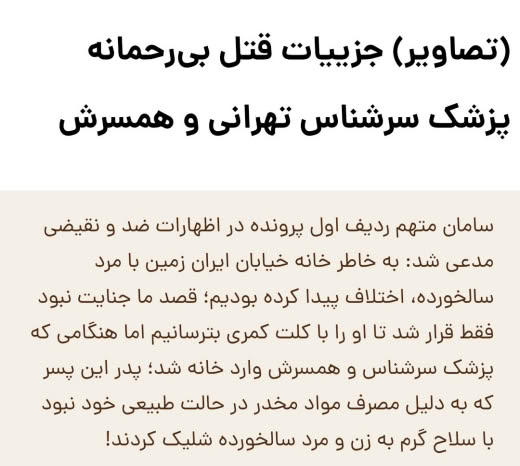 (تصاویر) جزییات قتل بی‌رحمانه
پزشک سرشناس تهرانی و همسرش
سامان متهم ردیف اول پرونده در اظهارات ضد و نقیضی
مدعی شد: به خاطر خانه خیابان ایران زمین با مرد
سالخورده، اختلاف پیدا کرده بودیم؛ قصد ما جنایت نبود
فقط قرار شد تا او را با کلت کمری بترسانیم اما هنگامی که
پزشک سرشناس و همسرش وارد خانه شد؛ پدر این پسر
که به دلیل مصرف مواد مخدر در حالت طبیعی خود نبود
با سلاح گرم به زن و مرد سالخورده شلیک کردند!